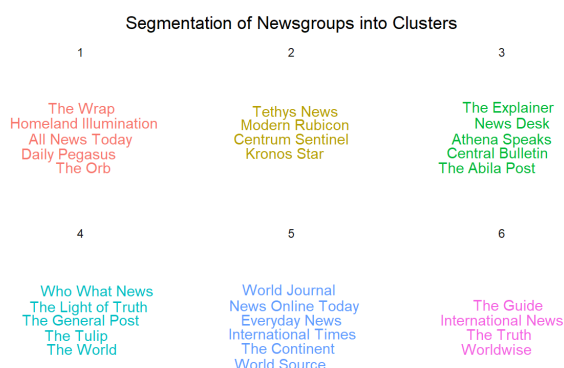 Segmentation of Newsgroups into Clusters
1
2
3
The Wrap
Homeland Illumination
All News Today
Daily Pegasus
The Orb
Tethys News
Modern Rubicon
Centrum Sentinel
Kronos Star
The Explainer
News Desk
Athena Speaks
Central Bulletin
The Abila Post
4
5
6
Who What News
The Light of Truth
The General Post
The Tulip
The World
World Journal
News Online Today
Everyday News
International Times
The Continent
World Source
The Guide
International News
The Truth
Worldwise